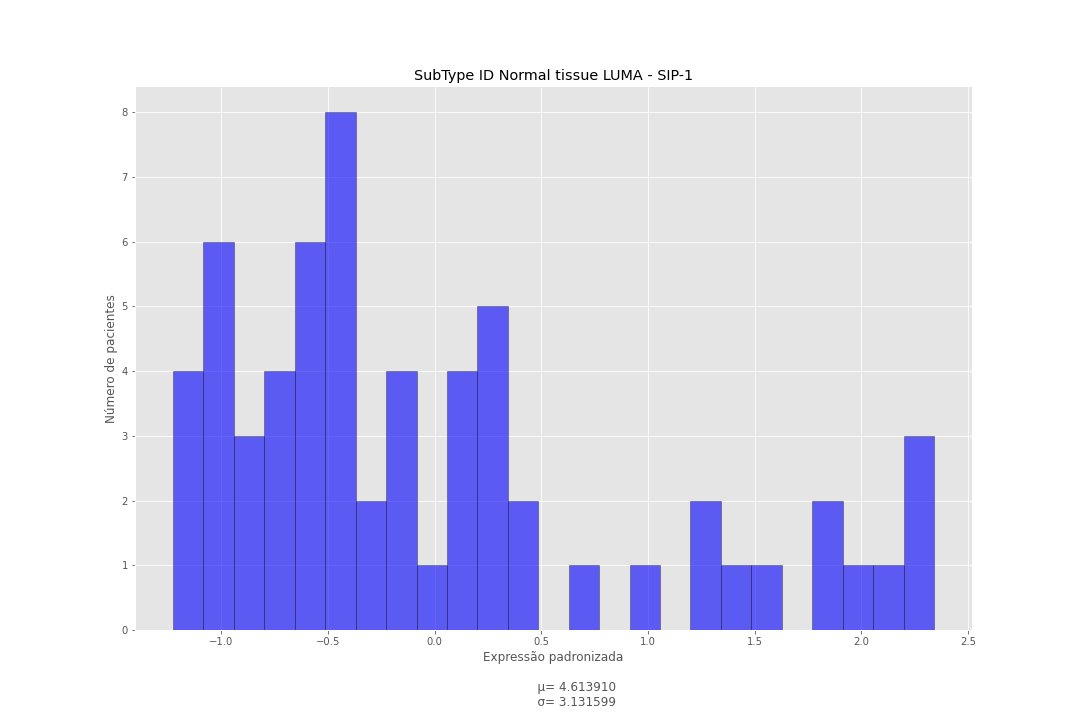 SubType ID Normal tissue LUMA - SIP-1
8
7
6
5
4
3
2
1
0
Número de pacientes
−1.0 −0.5 0.0 0.5 1.0 1.5 2.0 2.5
Expressão padronizada
μ= 4.613910
σ= 3.131599